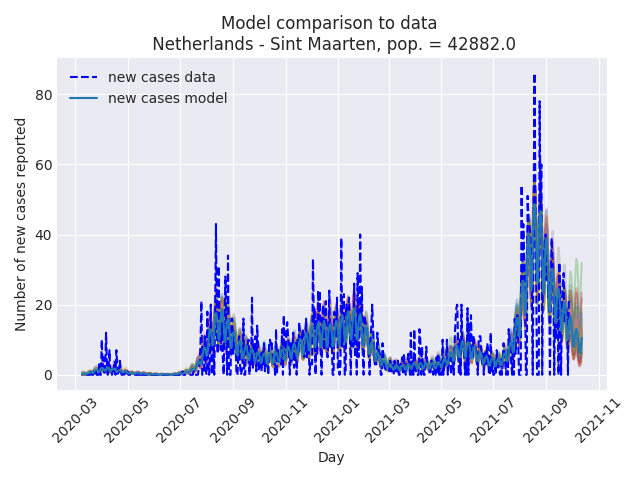 Model comparison to data
Netherlands - Sint Maarten, pop. = 42882.0
new cases data
new cases model
Number of new cases reported
80
60
40
20
0
2020-03
2020-05
2020-07
2020-09
2020-11
2021-01
2021-03
2021-05
2021-07
2021-09
2021-11
Day